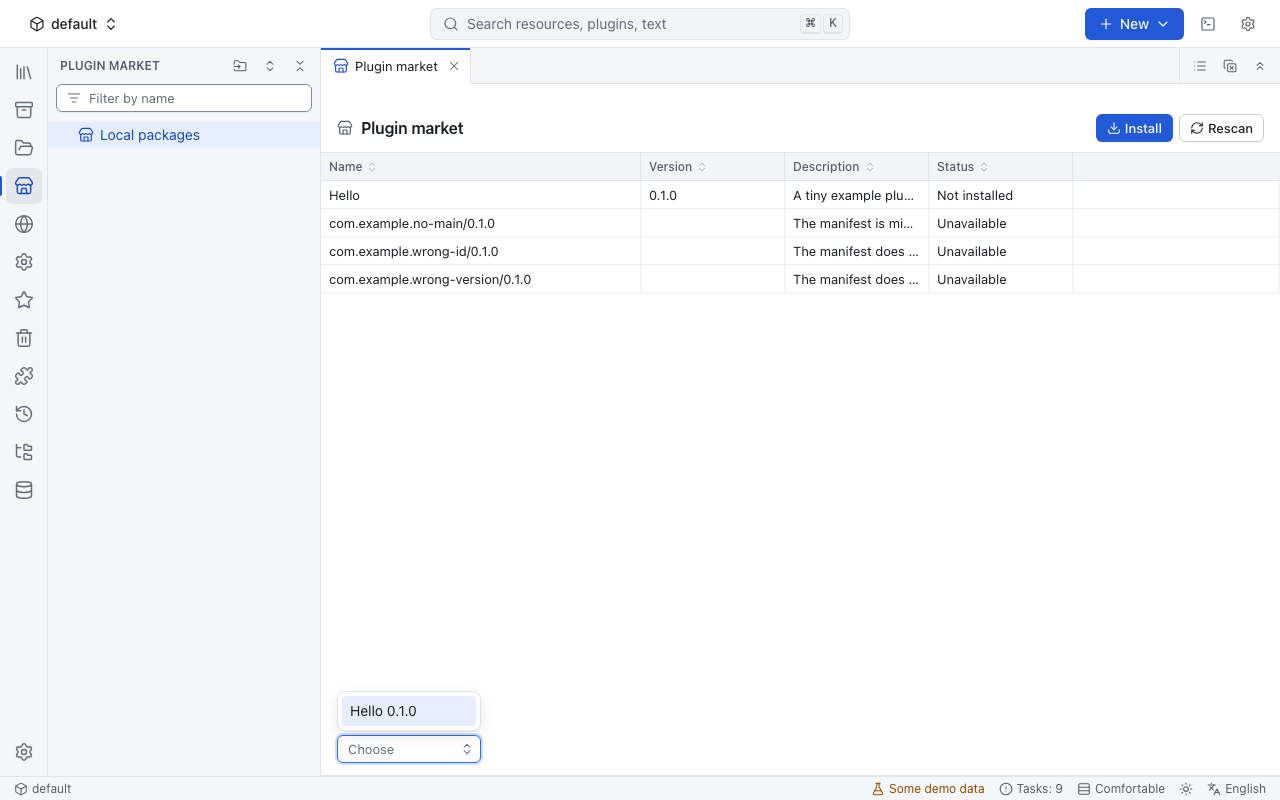 default
Search resources, plugins, text
⌘ K
New
PLUGIN MARKET
Filter by name
Local packages
Plugin market
Plugin market
Install
Rescan
Name Version Description Status
Hello 0.1.0 A tiny example plu... Not installed
com.example.no-main/0.1.0 The manifest is mi... Unavailable
com.example.wrong-id/0.1.0 The manifest does ... Unavailable
com.example.wrong-version/0.1.0 The manifest does ... Unavailable
Hello 0.1.0
Choose
default
Some demo data
Tasks: 9
Comfortable
English